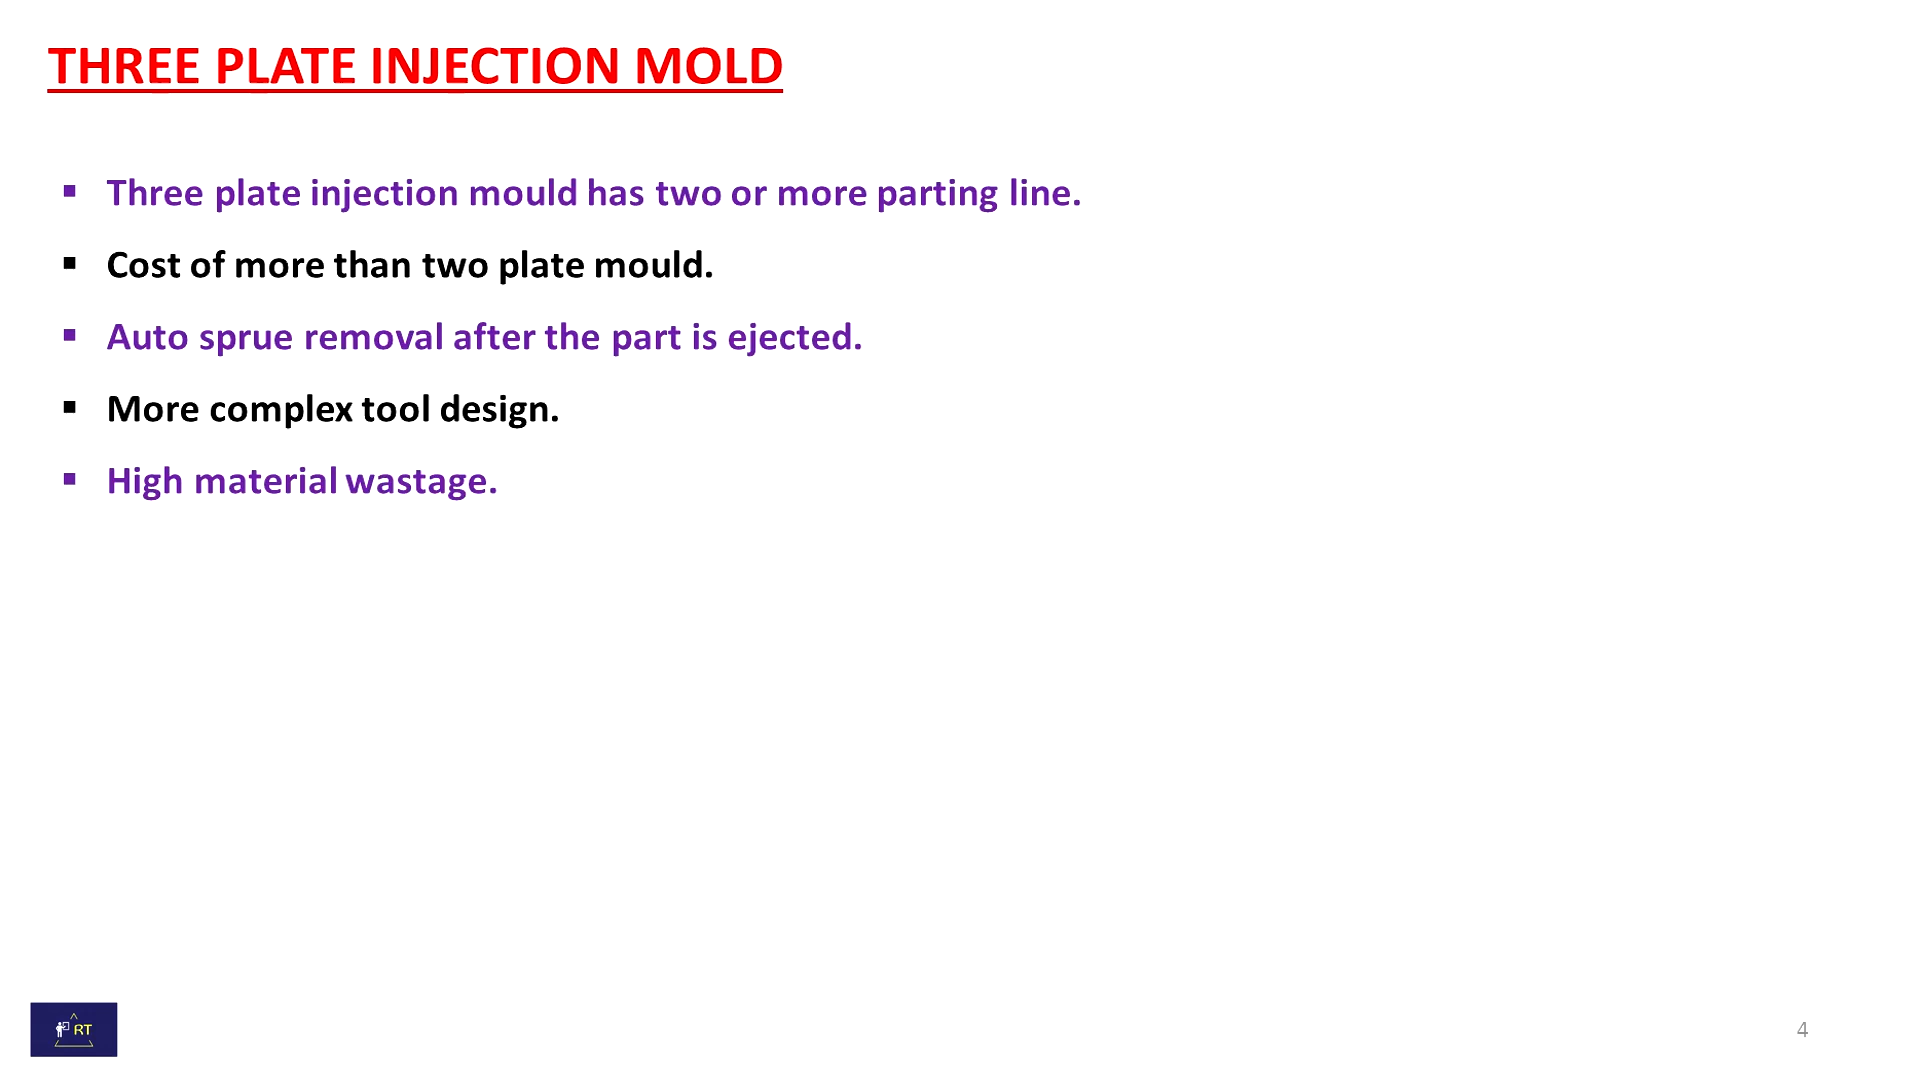 THREE PLATE INJECTION MOLD
▪ Three plate injection mould has two or more parting line.
▪ Cost of more than two plate mould.
▪ Auto sprue removal after the part is ejected.
▪ More complex tool design.
▪ High material wastage.
RT
4